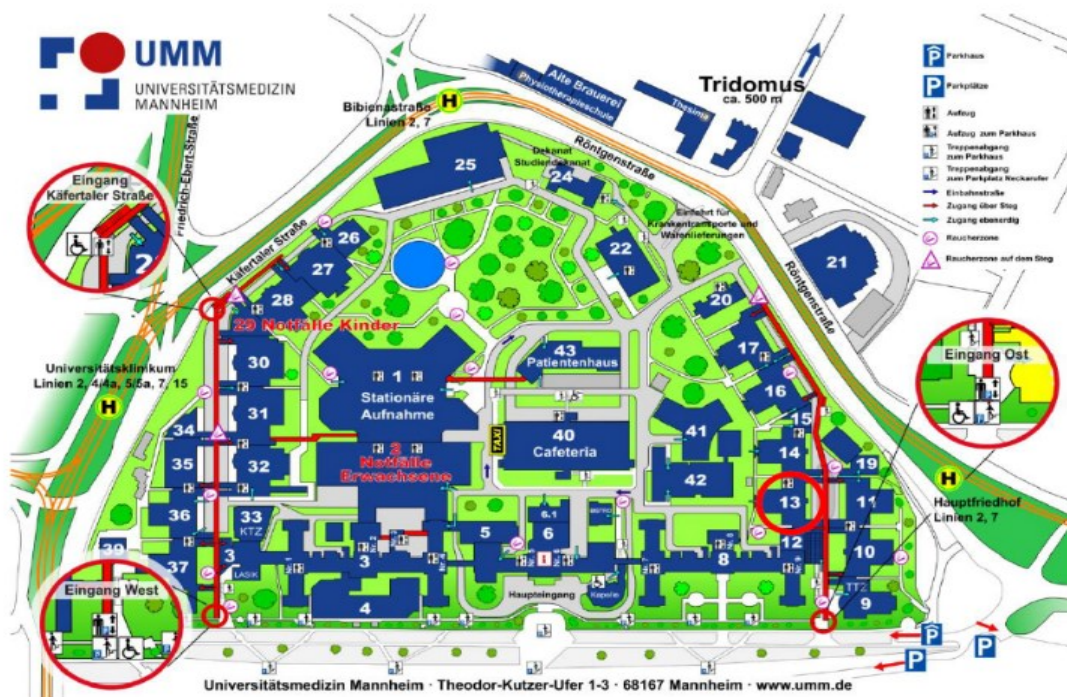 UMM
UNIVERSITÄTSMEDIZIN
MANNHEIM
Bibienastraße
Linien 2, 7
H
Alte Brauerei
Physiotherapieschule
Thesima
Tridomus
ca. 500 m
P Parkhaus
P Parkplätze
Aufzug
Aufzug zum Parkhaus
Treppenabgang
zum Parkhaus
Treppenabgang
zum Parkplatz Neckarufer
Einbahnstraße
Zugang über Steg
Zugang ebenerdig
Raucherzone
Raucherzone auf dem Steg
Eingang
Käfertaler Straße
2
Friedrich-Ebert-Straße
Käfertaler Straße
Röntgenstraße
Röntgenstraße
Dekanat
Studiendekanat
24
25
Einfahrt für
Krankentransporte und
Warenlieferungen
26
27
28
22
21
20
29 Notfälle Kinder
Universitätsklinikum
Linien 2, 4/4a, 5/5a, 7, 15
H
30
31
32
34
35
36
37
39
33
KTZ
1
Stationäre
Aufnahme
2
Notfälle
Erwachsene
43
Patientenhaus
TAXI
40
Cafeteria
41
42
17
16
15
14
13
19
11
12
10
TTZ
9
Eingang Ost
H
Hauptfriedhof
Linien 2, 7
3
LASIK
3
4
5
6.1
6
i
8
Haupteingang
Kapelle
Eingang West
P
P
P
Universitätsmedizin Mannheim · Theodor-Kutzer-Ufer 1-3 · 68167 Mannheim · www.umm.de